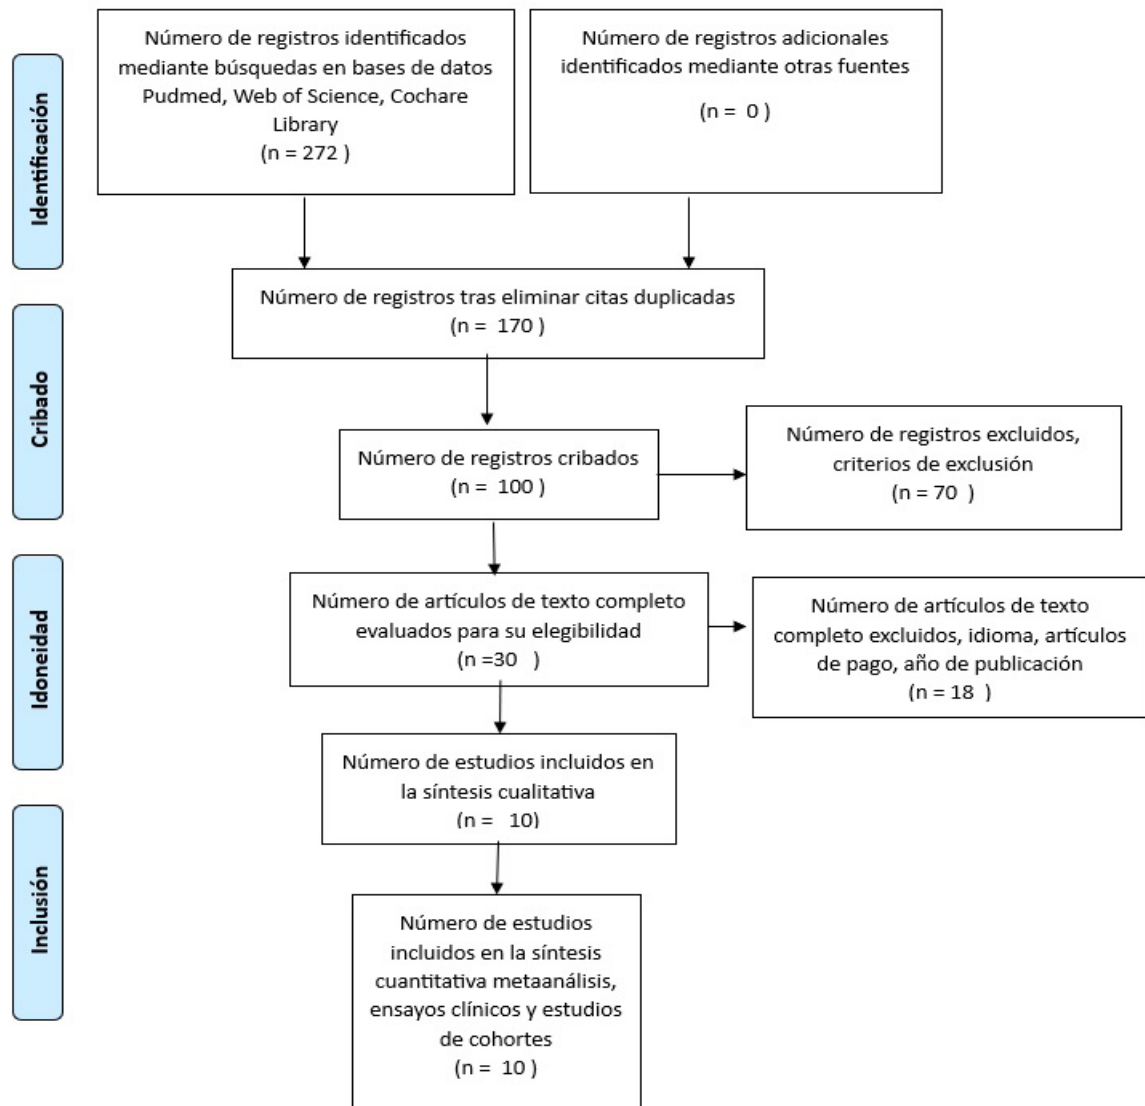 Identificación
Número de registros identificados
mediante búsquedas en bases de datos
Pudmed, Web of Science, Cochare
Library
(n = 272 )
Número de registros adicionales
identificados mediante otras fuentes
(n =  0 )
Número de registros tras eliminar citas duplicadas
(n =  170 )
Cribado
Número de registros cribados
(n =  100 )
Número de registros excluidos,
criterios de exclusión
(n = 70  )
Idoneidad
Número de artículos de texto completo
evaluados para su elegibilidad
(n =30   )
Número de artículos de texto
completo excluidos, idioma, artículos
de pago, año de publicación
(n = 18  )
Número de estudios incluidos en
la síntesis cualitativa
(n =   10)
Inclusión
Número de estudios
incluidos en la síntesis
cuantitativa metaanálisis,
ensayos clínicos y estudios
de cohortes
(n =  10 )